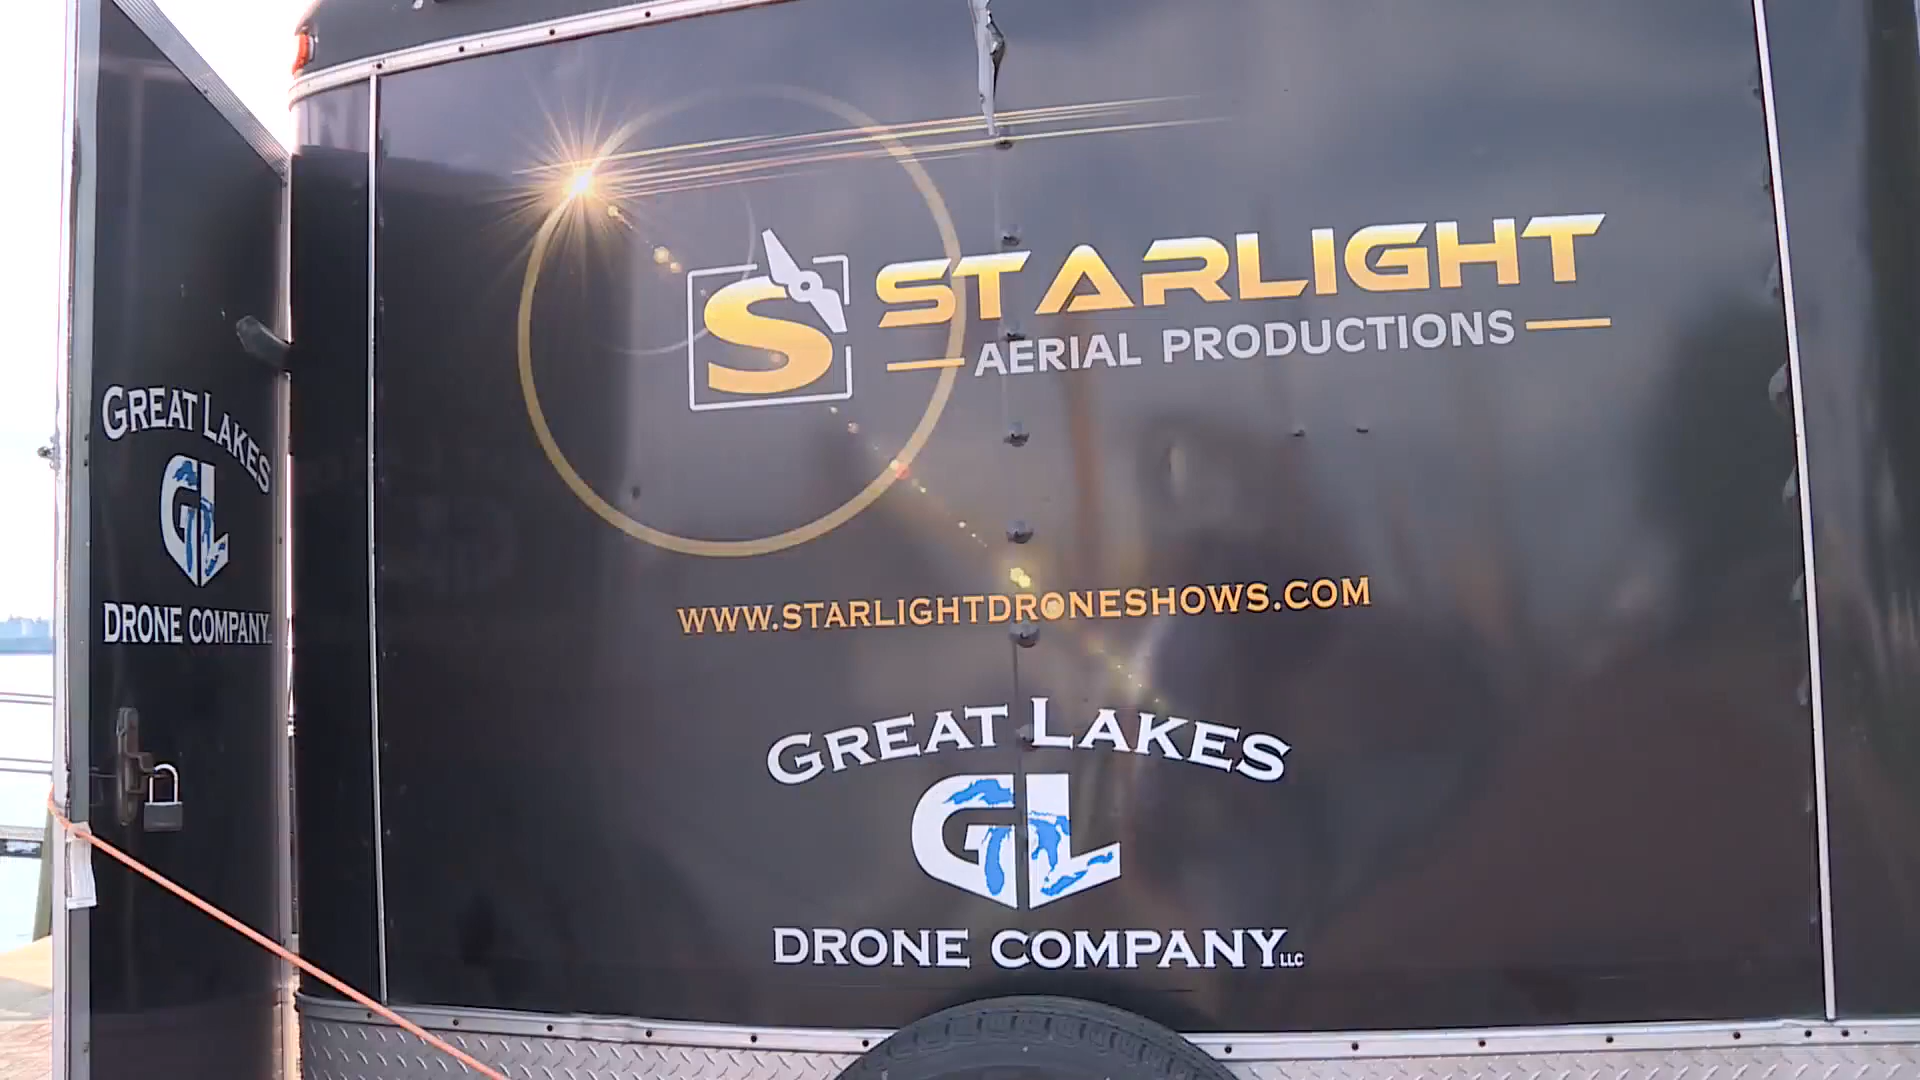 STARLIGHT
AERIAL PRODUCTIONS
S
WWW.STARLIGHTDRONESHOWS.COM
GREAT LAKES
GL
DRONE COMPANY LLC
GREAT LAKES
GL
DRONE COMPANY